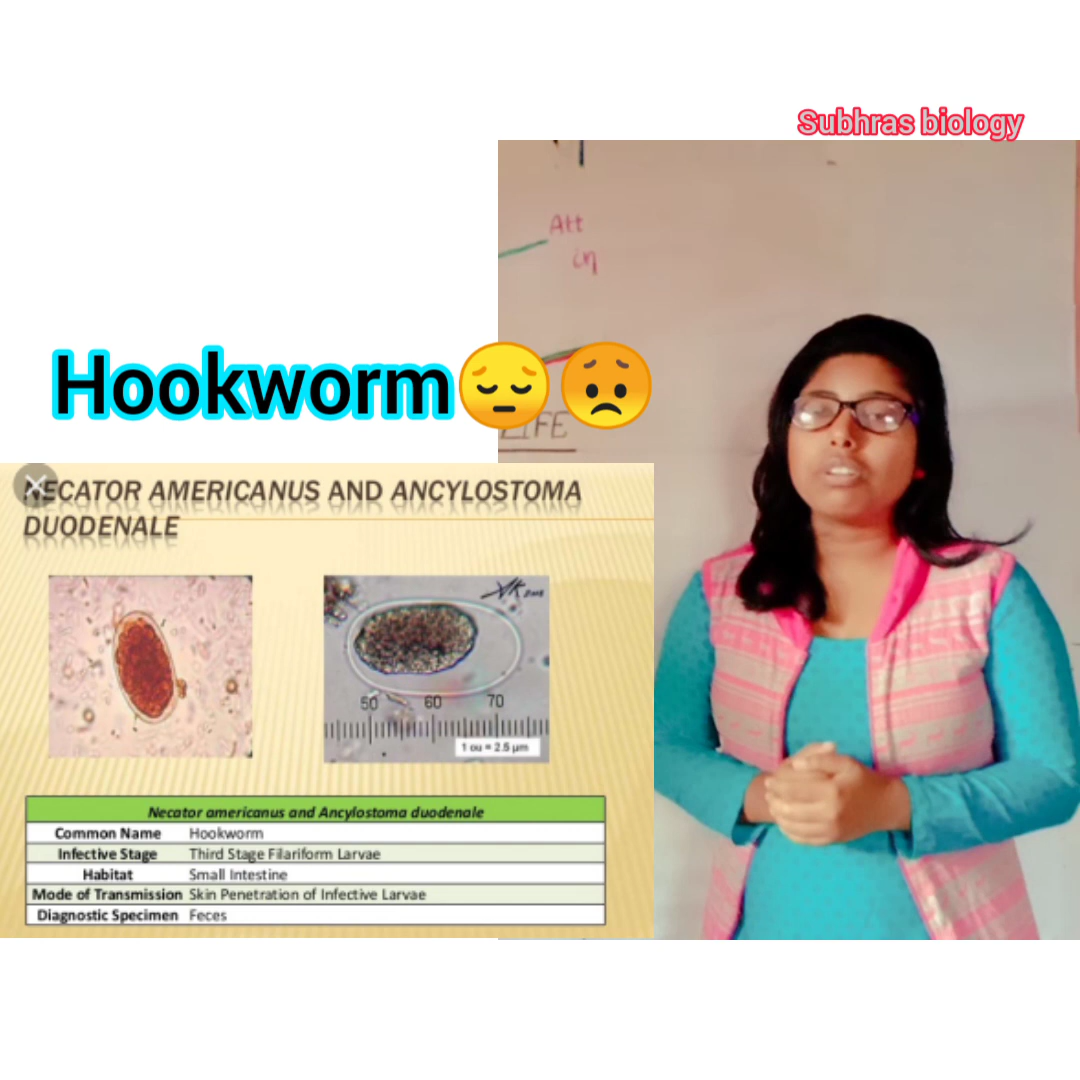 Subhras biology
Att
in
Hookworm😔😟
LIFE
NECATOR AMERICANUS AND ANCYLOSTOMA
DUODENALE
50 60 70
1 ou = 2.5 µm
Necator americanus and Ancylostoma duodenale
Common Name Hookworm
Infective Stage Third Stage Filariform Larvae
Habitat Small Intestine
Mode of Transmission Skin Penetration of Infective Larvae
Diagnostic Specimen Feces